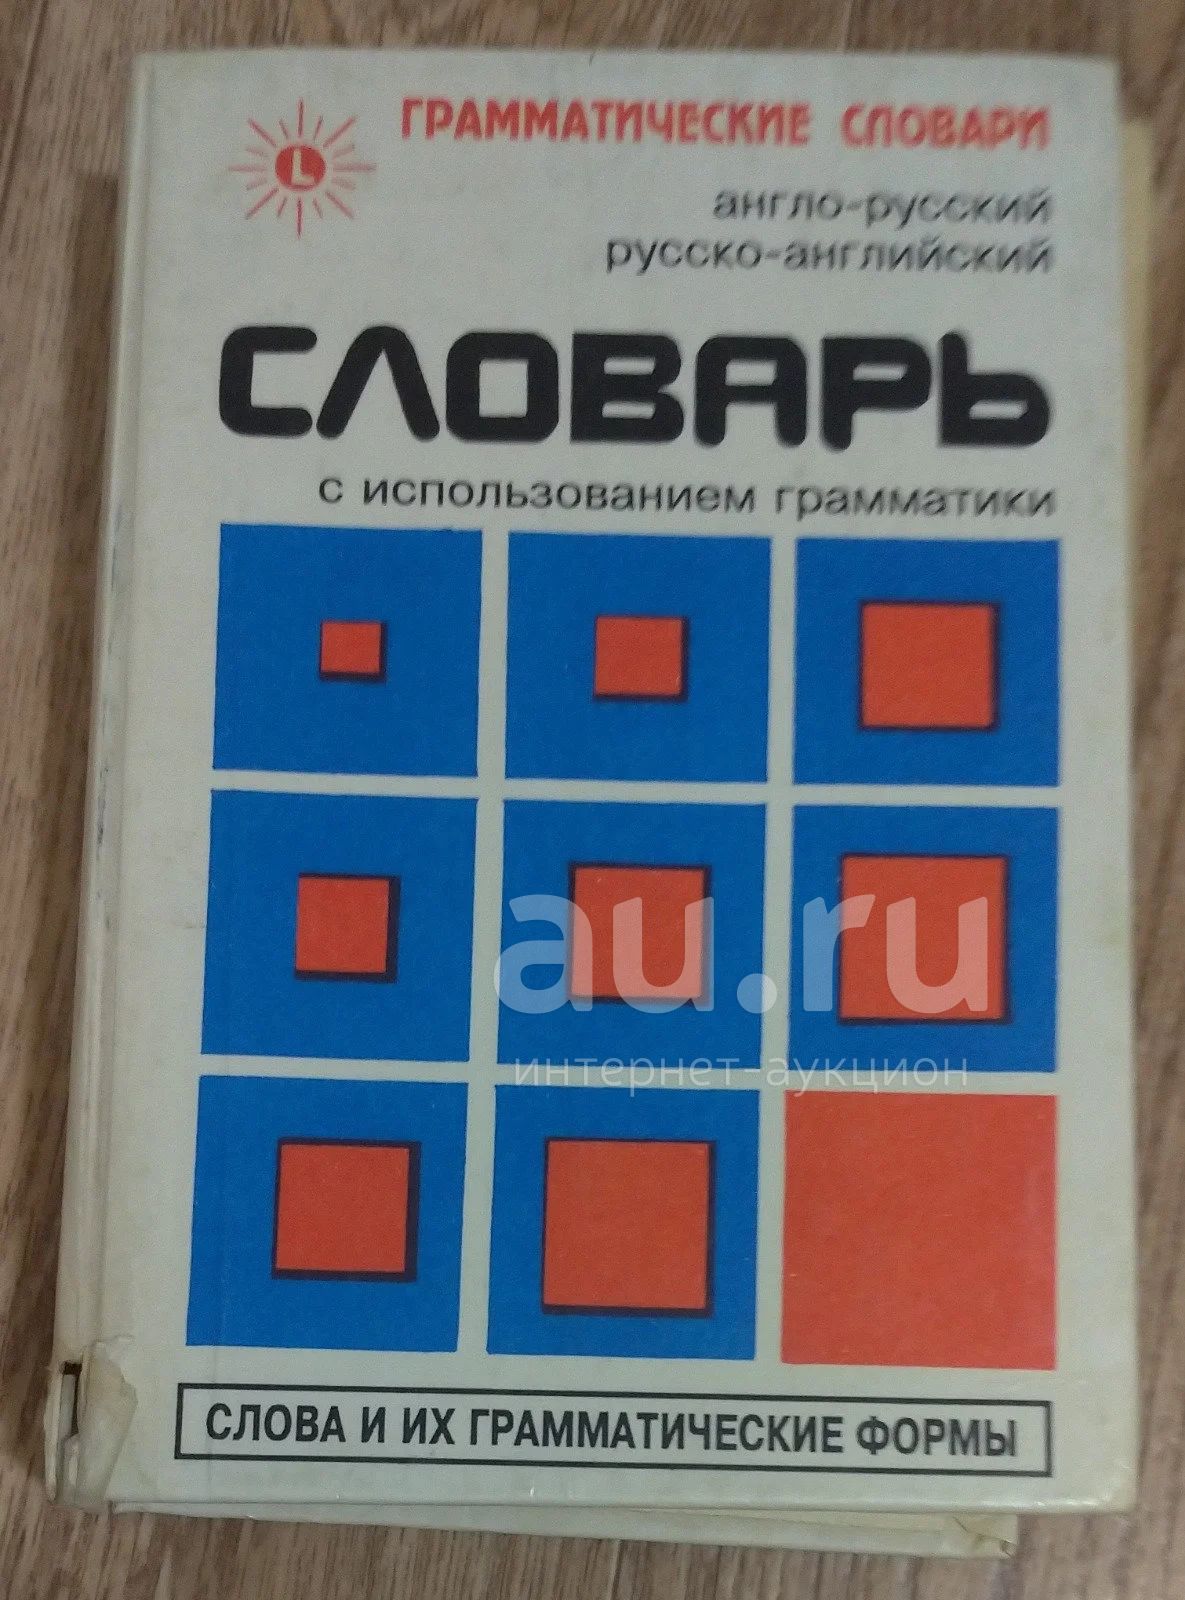 L
ГРАММАТИЧЕСКИЕ СЛОВАРИ
англо-русский
русско-английский
СЛОВАРЬ
с использованием грамматики
au.ru
интернет-аукцион
СЛОВА И ИХ ГРАММАТИЧЕСКИЕ ФОРМЫ